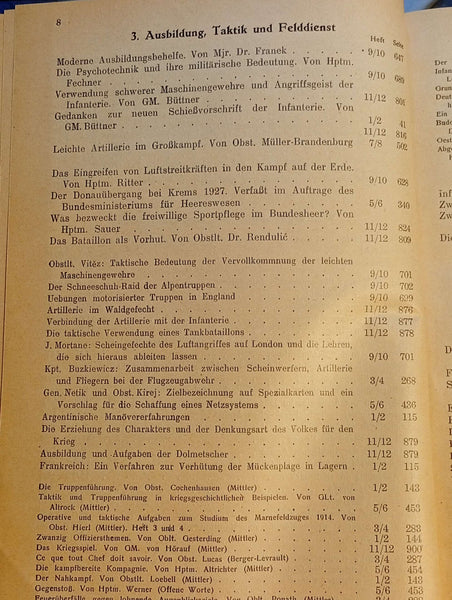 8
3. Ausbildung, Taktik und Felddienst
Heft Seite
Moderne Ausbildungsbehelfe. Von Mjr. Dr. Franek 9/10 647
Die Psychotechnik und ihre militärische Bedeutung. Von Hptm.
Fechner 9/10 689
Verwendung schwerer Maschinengewehre und Angriffsgeist der
Infanterie. Von GM. Büttner 11/12 801
Gedanken zur neuen Schießvorschrift der Infanterie. Von
GM. Büttner 1/2 41
11/12 816
Leichte Artillerie im Großkampf. Von Obst. Müller-Brandenburg 7/8 502
Das Eingreifen von Luftstreitkräften in den Kampf auf der Erde.
Von Hptm. Ritter 9/10 628
Der Donauübergang bei Krems 1927. Verfaßt im Auftrage des
Bundesministeriums für Heereswesen 5/6 340
Was bezweckt die freiwillige Sportpflege im Bundesheer? Von
Hptm. Sauer 11/12 824
Das Bataillon als Vorhut. Von Obstlt. Dr. Rendulić 11/12 809
Obstlt. Vitéz: Taktische Bedeutung der Vervollkommnung der leichten
Maschinengewehre 9/10 701
Der Schneeschuh-Raid der Alpentruppen 9/10 702
Uebungen motorisierter Truppen in England 9/10 699
Artillerie im Waldgefecht 11/12 876
Verbindung der Artillerie mit der Infanterie 11/12 877
Die taktische Verwendung eines Tankbataillons 11/12 878
J. Mortane: Scheingefechte des Luftangriffes auf London und die Lehren,
die sich hieraus ableiten lassen 9/10 701
Kpt. Buzkiewicz: Zusammenarbeit zwischen Scheinwerfern, Artillerie
und Fliegern bei der Flugzeugabwehr 3/4 268
Gen. Netik und Obst. Kirej: Zielbezeichnung auf Spezialkarten und ein
Vorschlag für die Schaffung eines Netzsystems 5/6 436
Argentinische Manövererfahrungen 1/2 115
Die Erziehung des Charakters und der Denkungsart des Volkes für den
Krieg 11/12 879
Ausbildung und Aufgaben der Dolmetscher 11/12 879
Frankreich: Ein Verfahren zur Verhütung der Mückenplage in Lagern 1/2 115
Die Truppenführung. Von Obst. Cochenhausen (Mittler) 1/2 143
Taktik und Truppenführung in kriegsgeschichtlichen Beispielen. Von GLt. von
Altrock (Mittler) 5/6 453
Operative und taktische Aufgaben zum Studium des Marnefeldzuges 1914. Von
Obst. Hierl (Mittler). Heft 3 und 4 3/4 283
Zwanzig Offiziersthemen. Von Oblt. Oesterding (Mittler) 1/2 144
Das Kriegsspiel. Von GM. von Hörauf (Mittler) 11/12 900
Ce que tout Chef doit savoir. Von Obst. Lucas (Berger-Levrault) 3/4 287
Die kampfbereite Kompagnie. Von Hptm. Altrichter (Mittler) 5/6 454
Der Nahkampf. Von Obstlt. Loebell (Mittler) 1/2 143
Gasschutz. Von Hptm. Werner (Offene Worte) 5/6 453